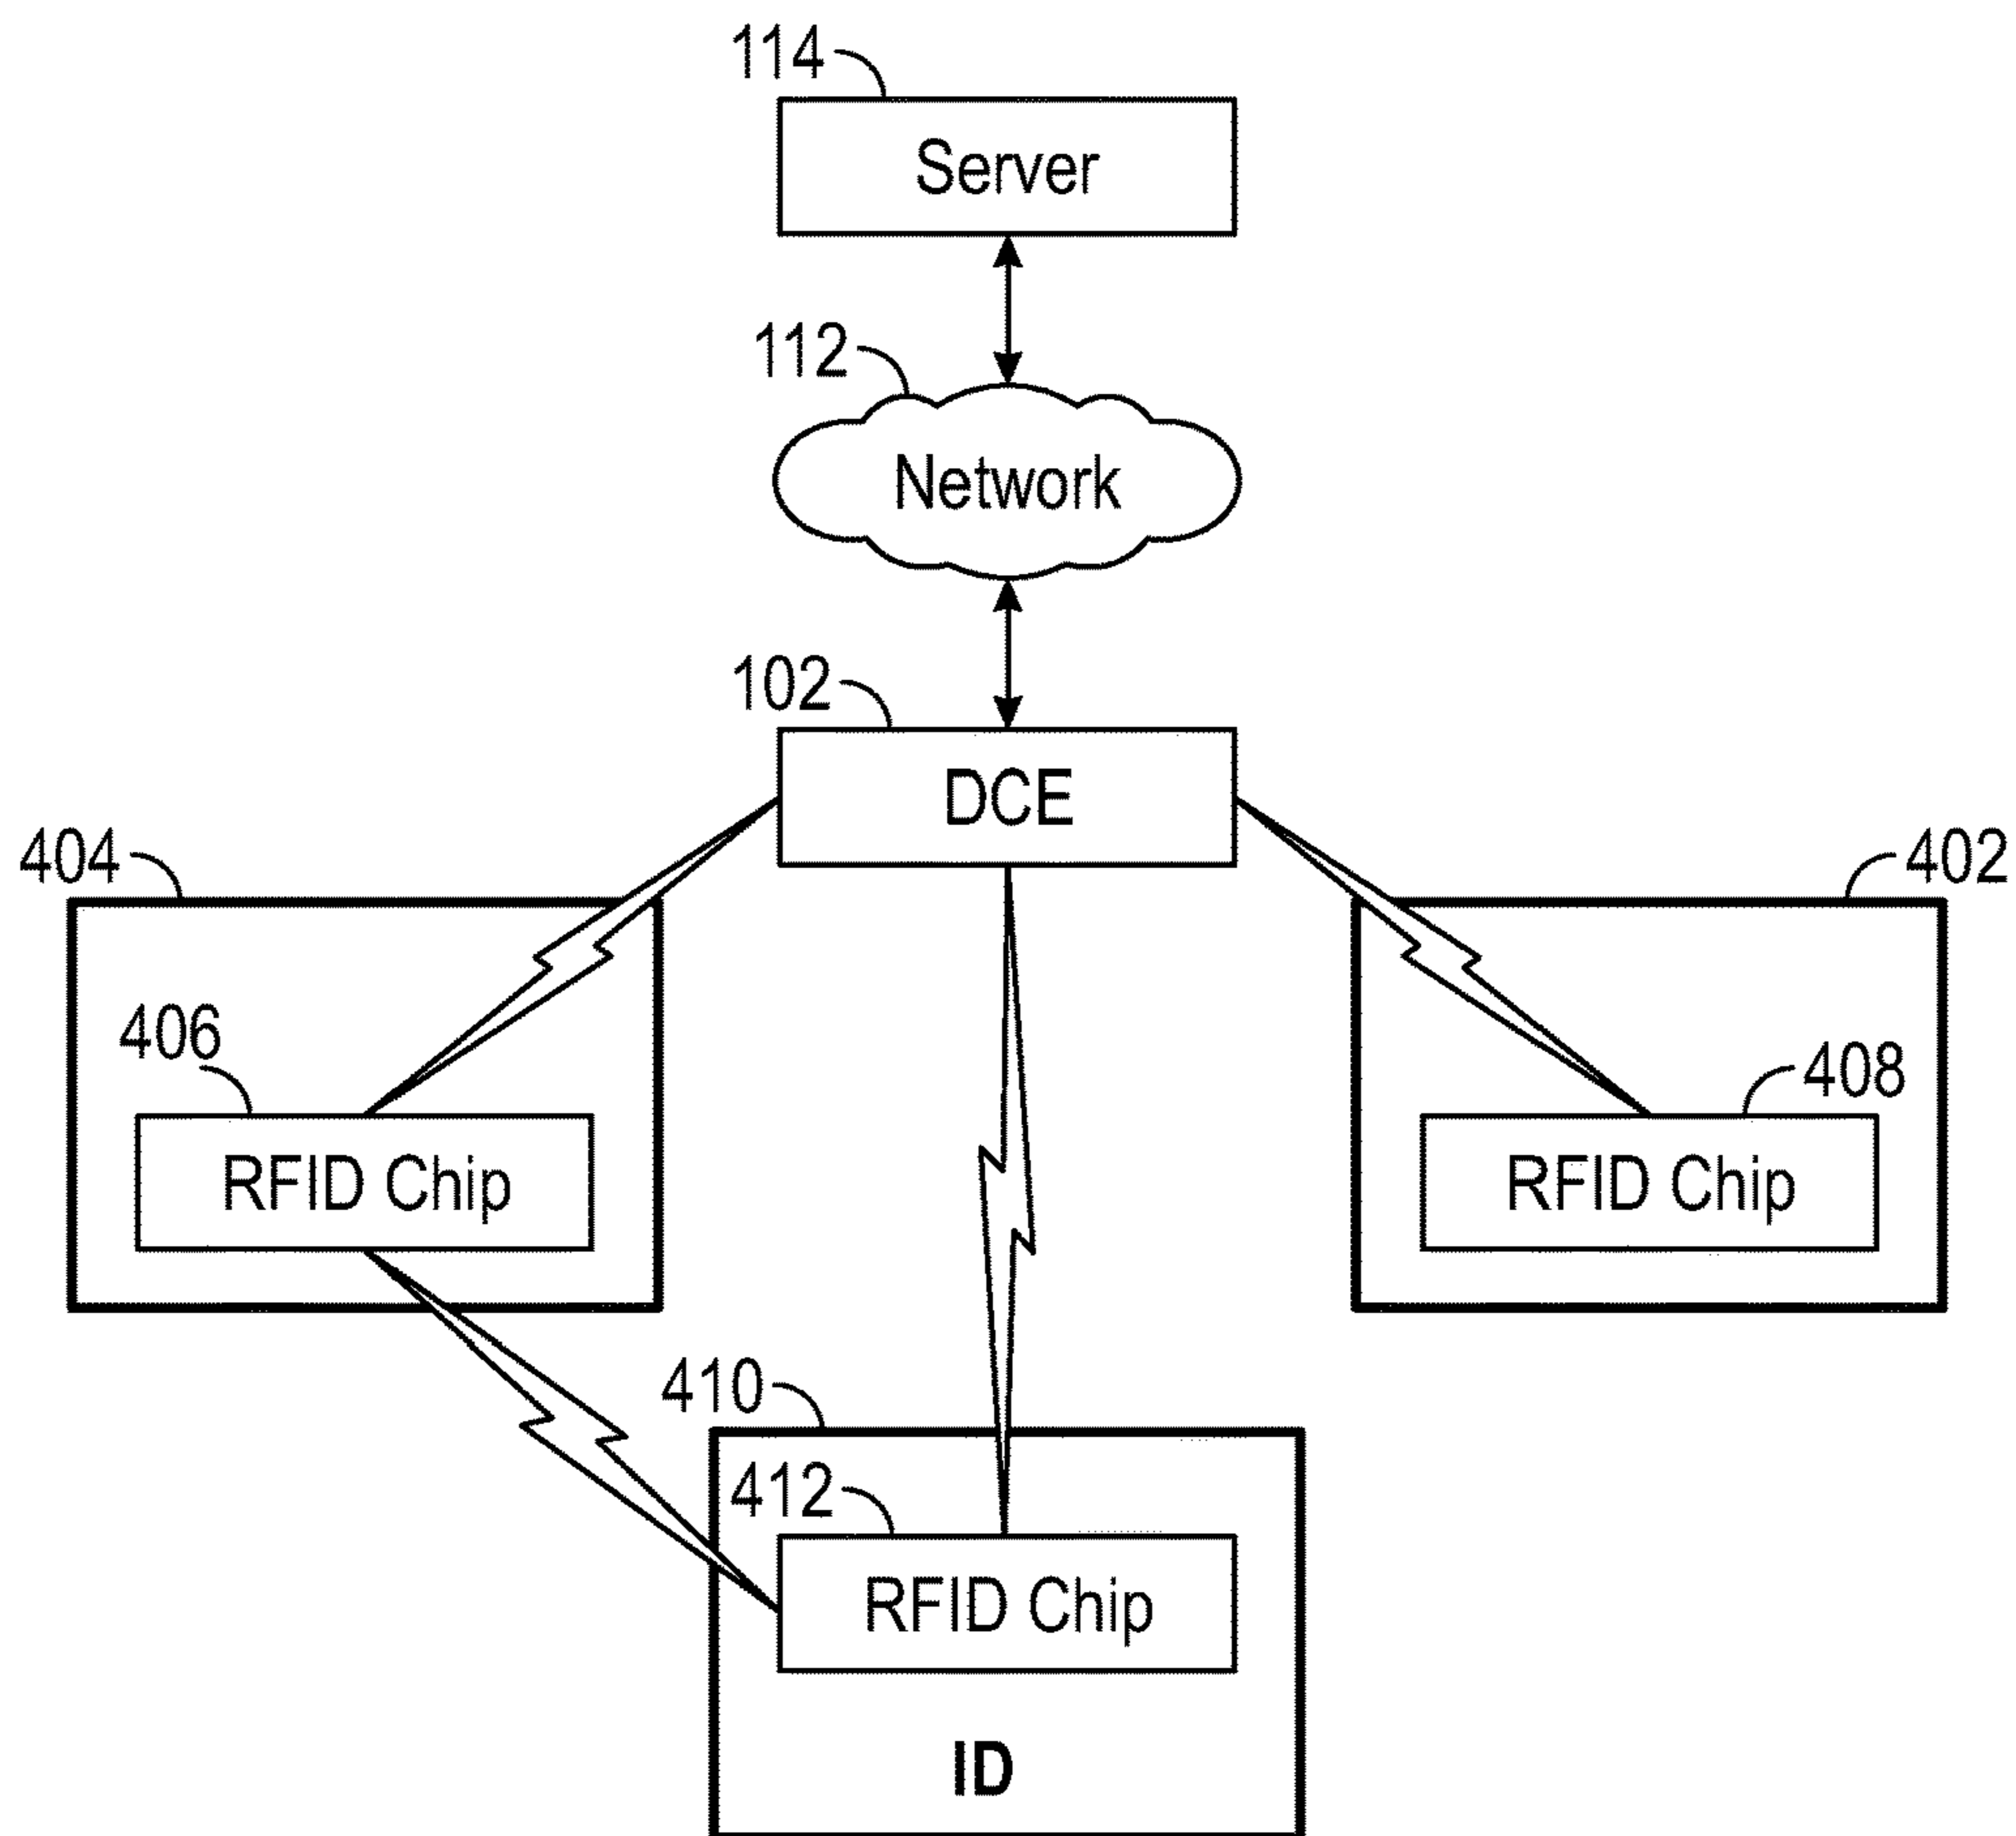 114
Server
112
Network
102
DCE
404
402
406
408
RFID Chip
RFID Chip
410
412
RFID Chip
ID